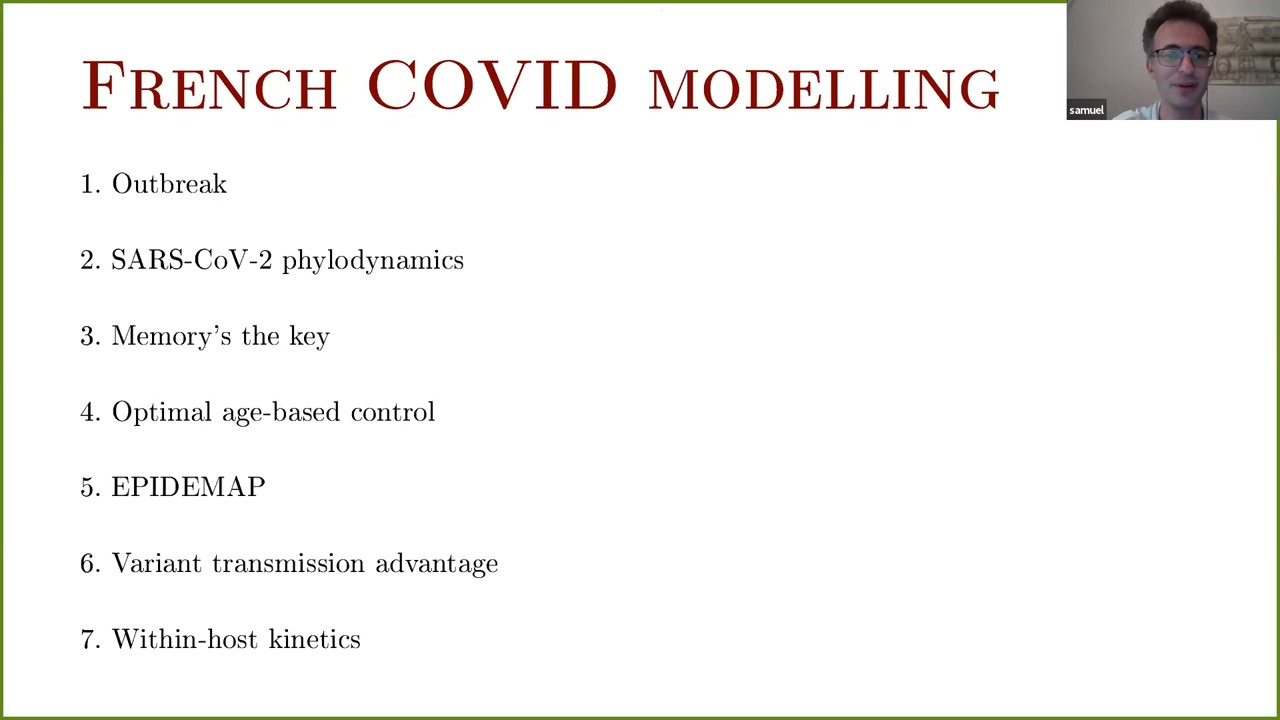 French COVID modelling
samuel
1. Outbreak
2. SARS-CoV-2 phylodynamics
3. Memory's the key
4. Optimal age-based control
5. EPIDEMAP
6. Variant transmission advantage
7. Within-host kinetics